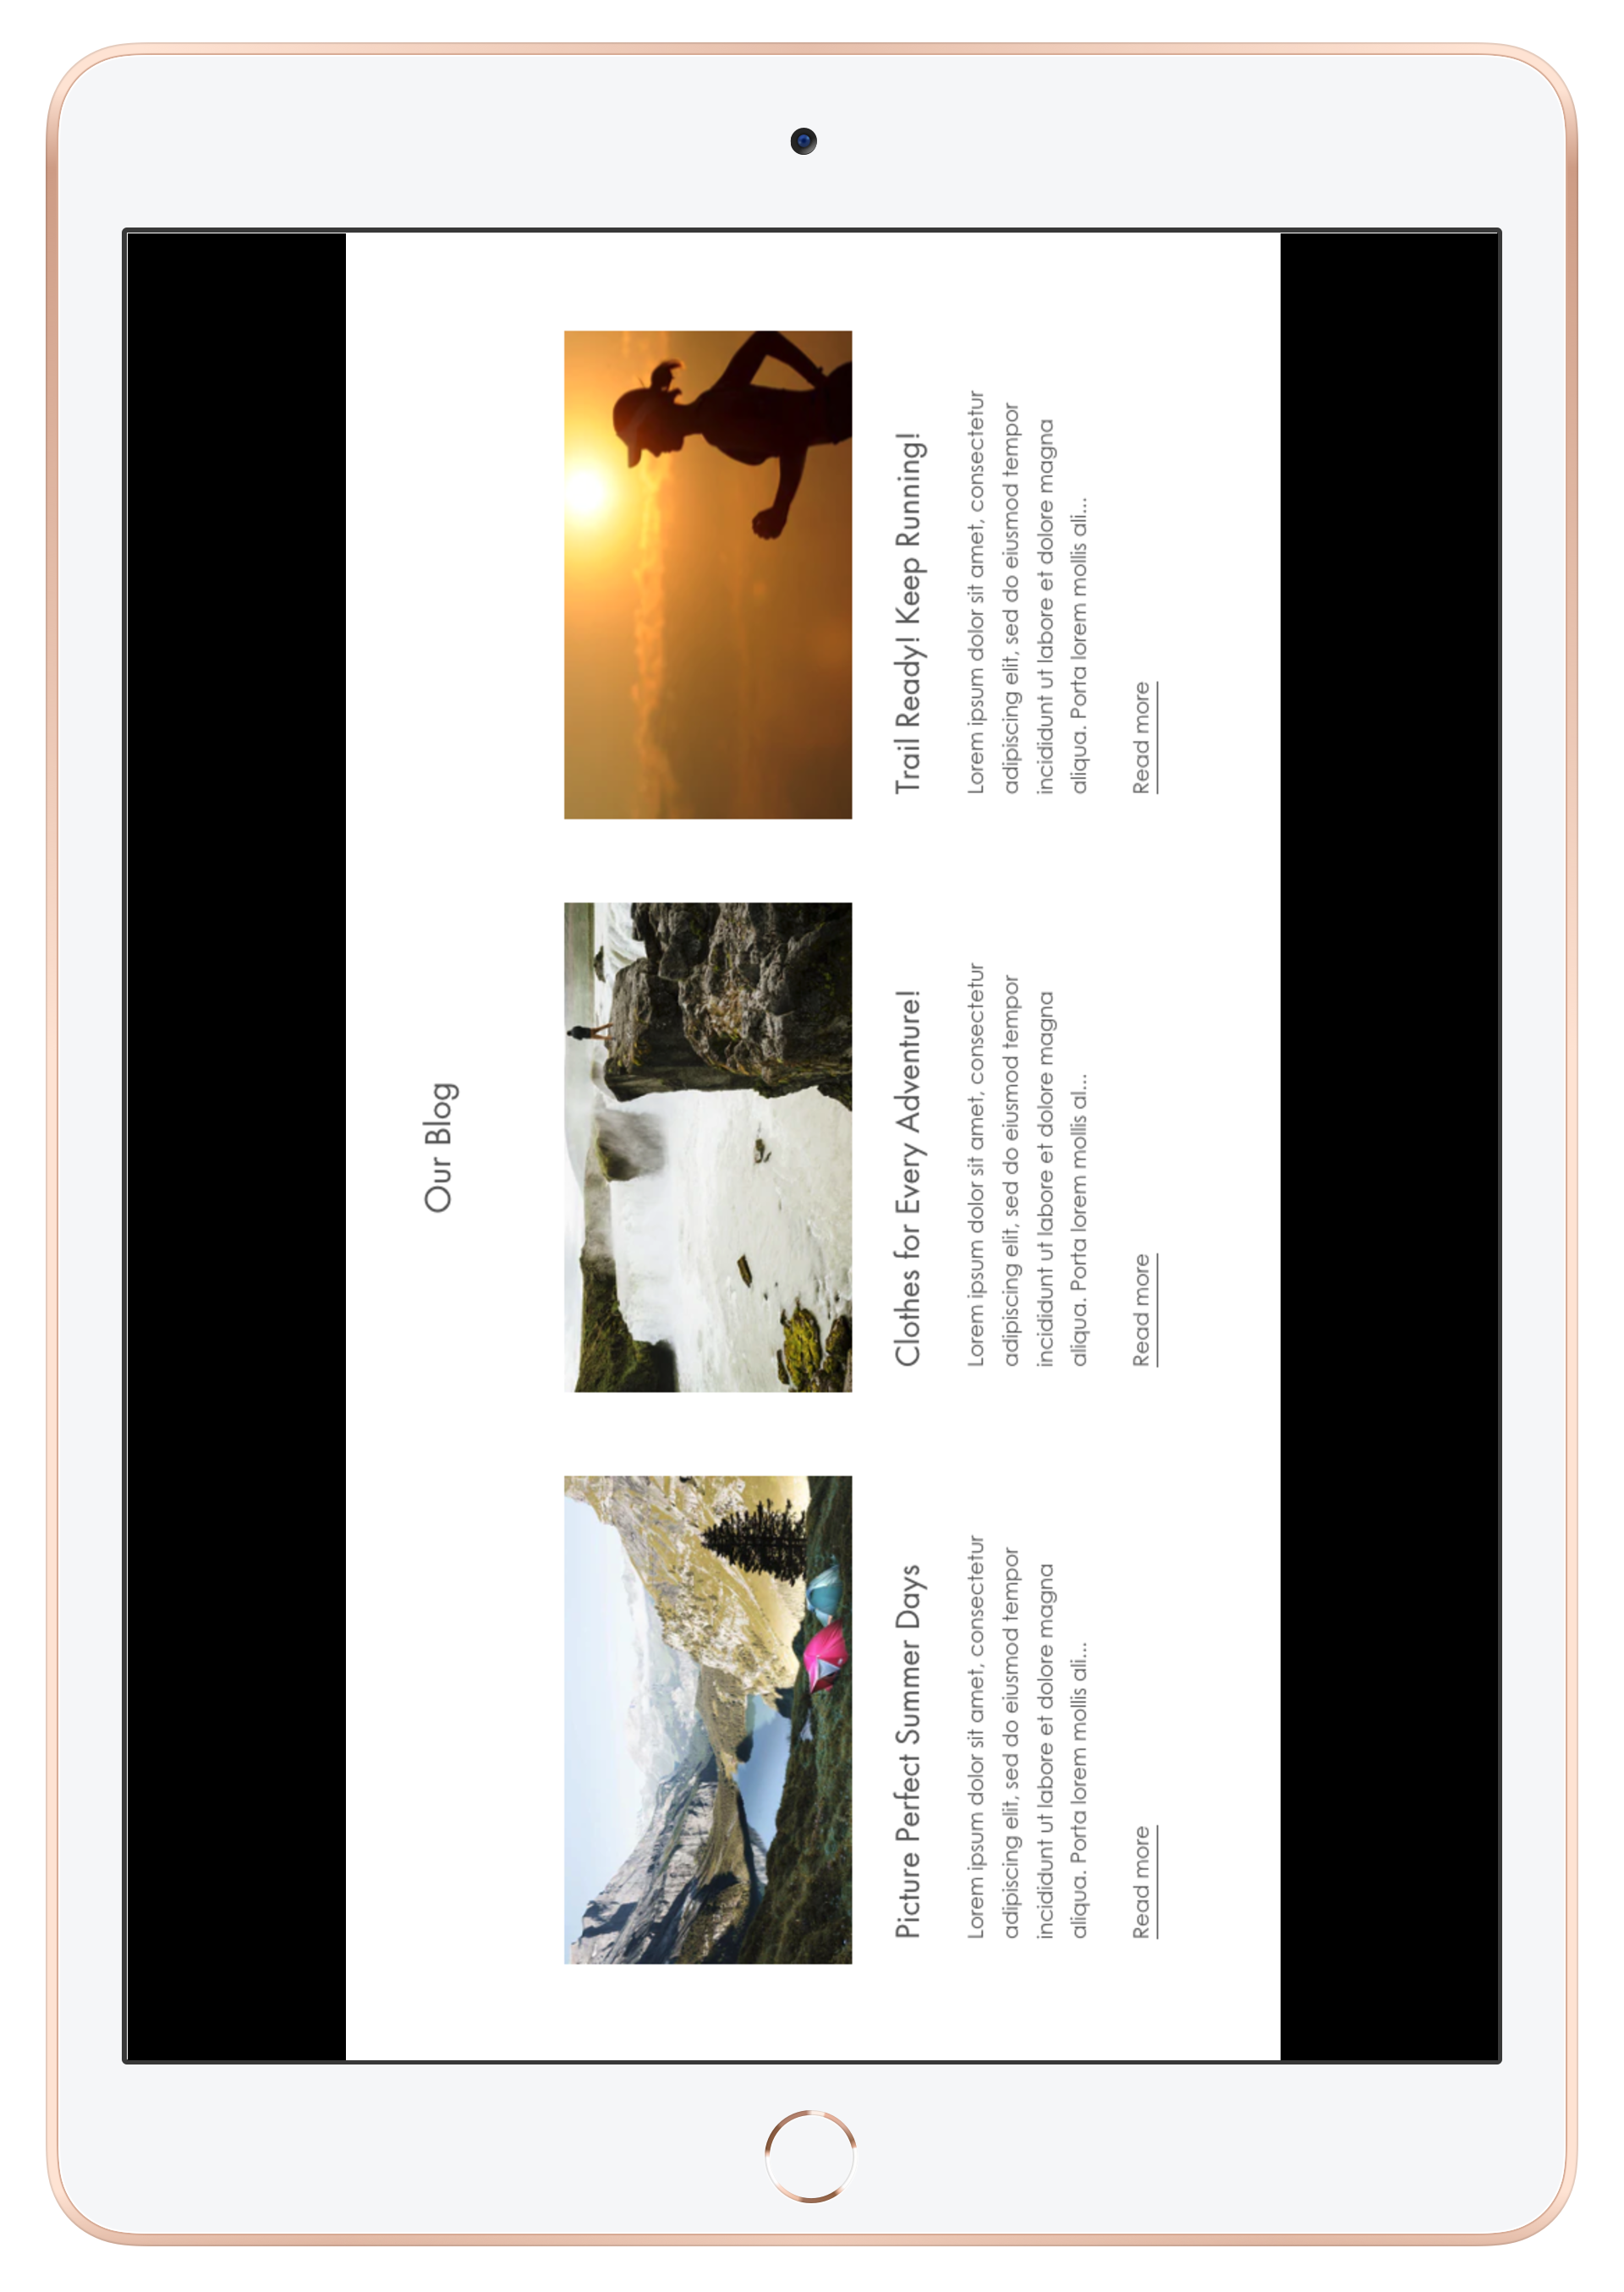 Our Blog
Picture Perfect Summer Days
Lorem ipsum dolor sit amet, consectetur
adipiscing elit, sed do eiusmod tempor
incididunt ut labore et dolore magna
aliqua. Porta lorem mollis ali...
Read more
Clothes for Every Adventure!
Lorem ipsum dolor sit amet, consectetur
adipiscing elit, sed do eiusmod tempor
incididunt ut labore et dolore magna
aliqua. Porta lorem mollis al...
Read more
Trail Ready! Keep Running!
Lorem ipsum dolor sit amet, consectetur
adipiscing elit, sed do eiusmod tempor
incididunt ut labore et dolore magna
aliqua. Porta lorem mollis ali...
Read more